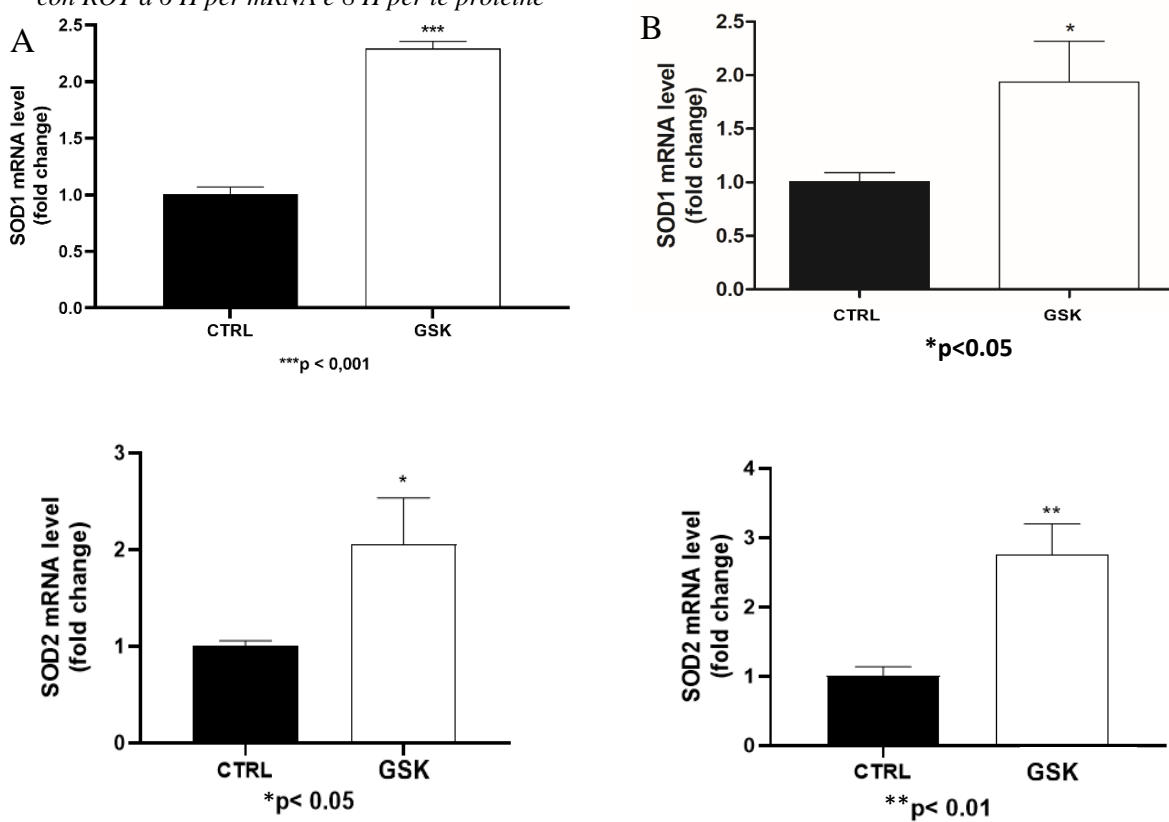 con ROT a 6 H per mRNA e 8 H per le proteine
A
SOD1 mRNA level
(fold change)
2.5
2.0
1.5
1.0
0.5
0.0
***
CTRL GSK
***p < 0,001
B
SOD1 mRNA level
(fold change)
2.5
2.0
1.5
1.0
0.5
0.0
*
CTRL GSK
*p<0.05
SOD2 mRNA level
(fold change)
3
2
1
0
*
CTRL GSK
*p< 0.05
SOD2 mRNA level
(fold change)
4
3
2
1
0
**
CTRL GSK
**p< 0.01